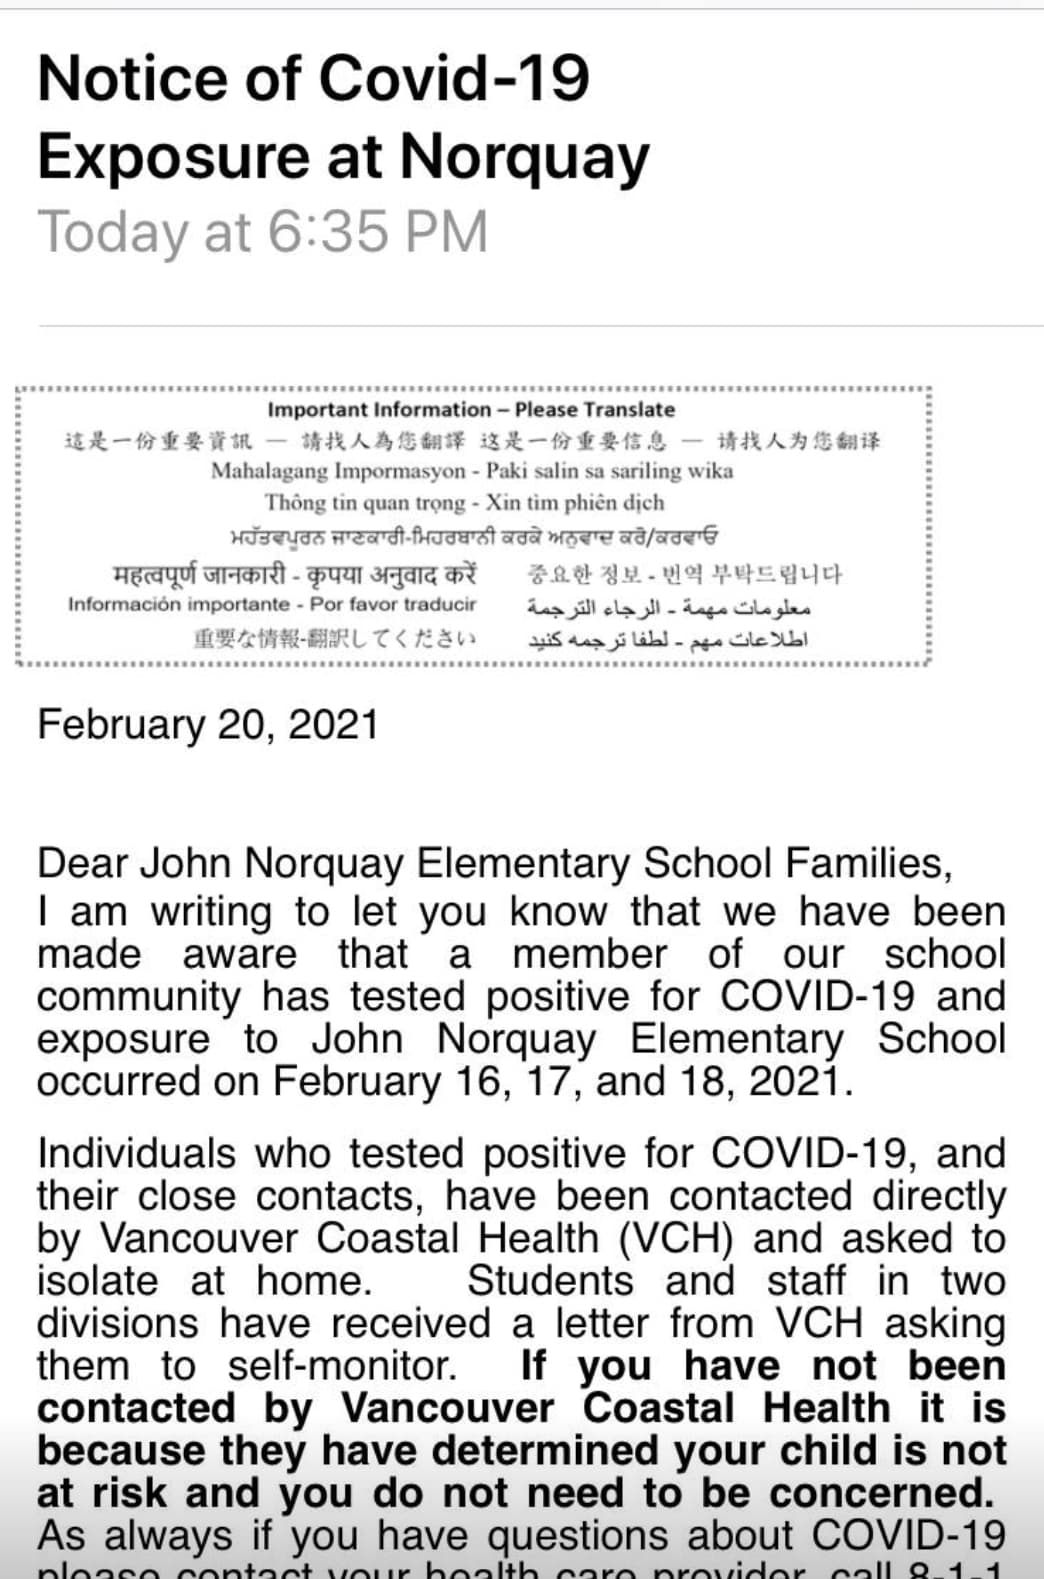 Notice of Covid-19
Exposure at Norquay
Today at 6:35 PM
Important Information – Please Translate
這是一份重要資訊 — 請找人為您翻譯 这是一份重要信息 — 请找人为您翻译
Mahalagang Impormasyon - Paki salin sa sariling wika
Thông tin quan trọng - Xin tìm phiên dịch
ਮਹੱਤਵਪੂਰਨ ਜਾਣਕਾਰੀ-ਮਿਹਰਬਾਨੀ ਕਰਕੇ ਅਨੁਵਾਦ ਕਰੋ/ਕਰਵਾਓ
महत्वपूर्ण जानकारी - कृपया अनुवाद करें 중요한 정보 - 번역 부탁드립니다
Información importante - Por favor traducir معلومات مهمة - الرجاء الترجمة
重要な情報-翻訳してください اطلاعات مهم - لطفا ترجمه کنید
February 20, 2021
Dear John Norquay Elementary School Families,
I am writing to let you know that we have been
made aware that a member of our school
community has tested positive for COVID-19 and
exposure to John Norquay Elementary School
occurred on February 16, 17, and 18, 2021.
Individuals who tested positive for COVID-19, and
their close contacts, have been contacted directly
by Vancouver Coastal Health (VCH) and asked to
isolate at home. Students and staff in two
divisions have received a letter from VCH asking
them to self-monitor. If you have not been
contacted by Vancouver Coastal Health it is
because they have determined your child is not
at risk and you do not need to be concerned.
As always if you have questions about COVID-19
please contact your health care provider, call 8-1-1